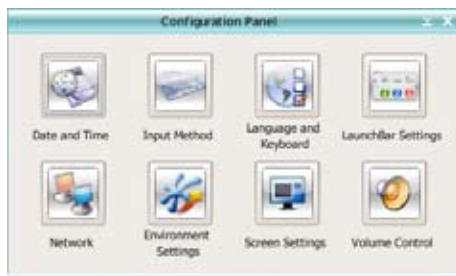 Configuration Panel
Date and Time
Input Method
Language and
Keyboard
LaunchBar Settings
Network
Environment
Settings
Screen Settings
Volume Control